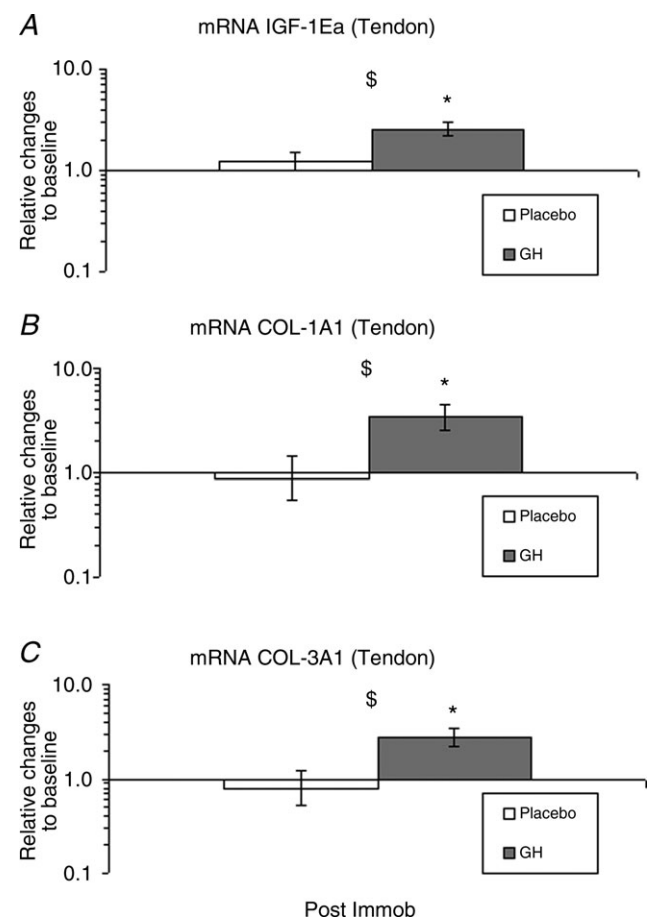 A
mRNA IGF-1Ea (Tendon)
10.0
1.0
0.1
Relative changes
to baseline
$
*
Placebo
GH
B
mRNA COL-1A1 (Tendon)
10.0
1.0
0.1
Relative changes
to baseline
$
*
Placebo
GH
C
mRNA COL-3A1 (Tendon)
10.0
1.0
0.1
Relative changes
to baseline
$
*
Placebo
GH
Post Immob